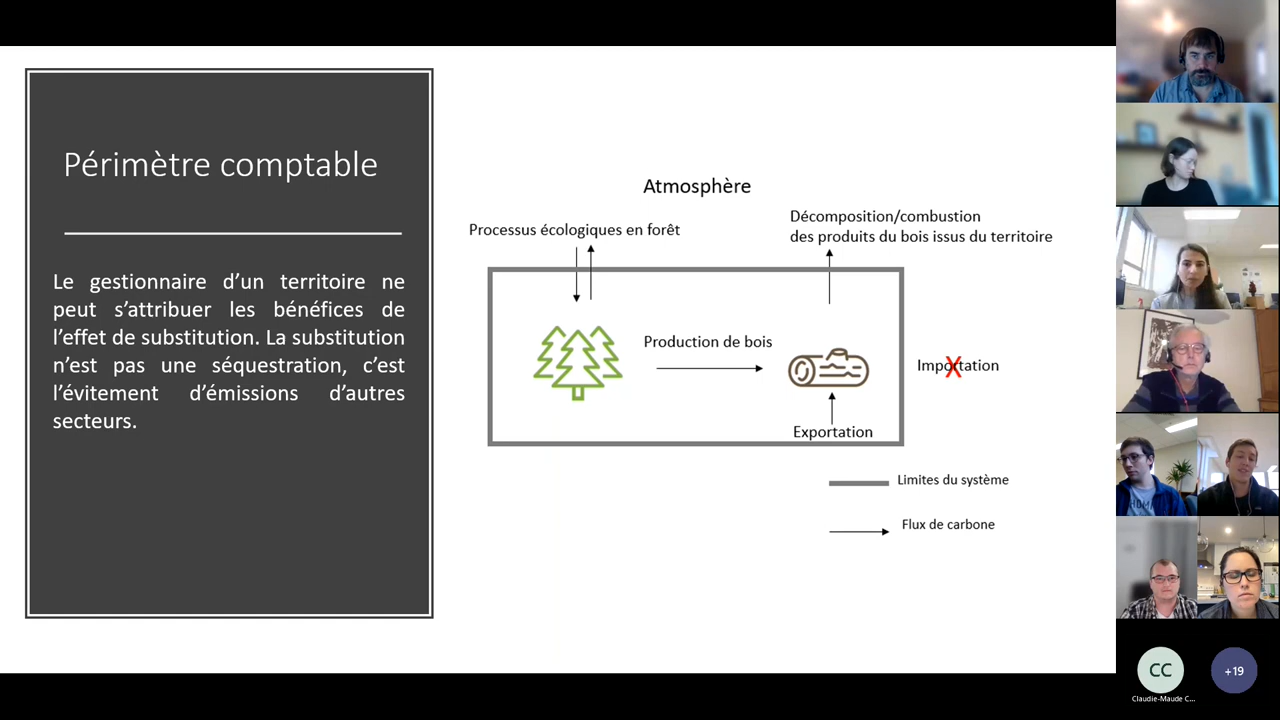 Périmètre comptable
Le gestionnaire d'un territoire ne
peut s'attribuer les bénéfices de
l'effet de substitution. La substitution
n'est pas une séquestration, c'est
l'évitement d'émissions d'autres
secteurs.
Atmosphère
Processus écologiques en forêt
Décomposition/combustion
des produits du bois issus du territoire
Production de bois
Importation
X
Exportation
Limites du système
Flux de carbone
CC
+19
Claudie-Maude C...